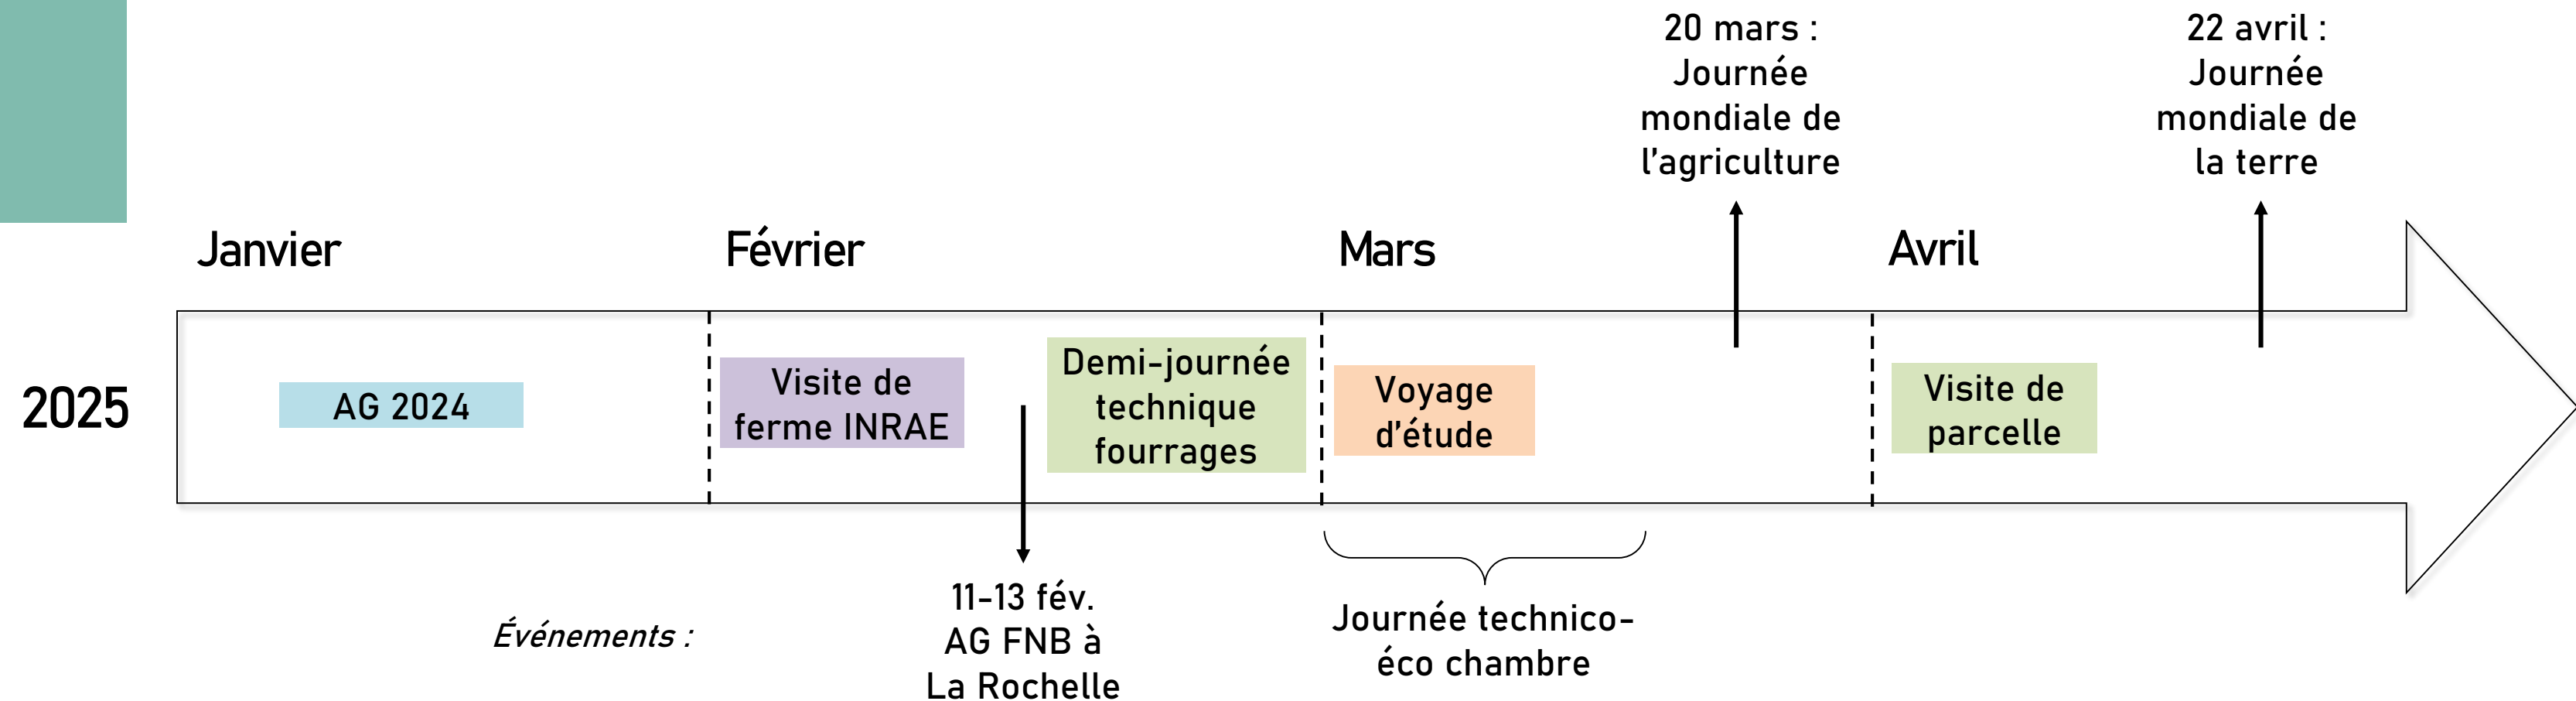 20 mars :
Journée
mondiale de
l'agriculture
22 avril :
Journée
mondiale de
la terre
Janvier
Février
Mars
Avril
2025
AG 2024
Visite de
ferme INRAE
Demi-journée
technique
fourrages
Voyage
d'étude
Visite de
parcelle
Événements :
11-13 fév.
AG FNB à
La Rochelle
Journée technico-
éco chambre